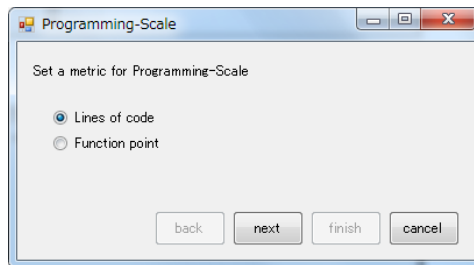 Programming-Scale
Set a metric for Programming-Scale
Lines of code
Function point
back next finish cancel